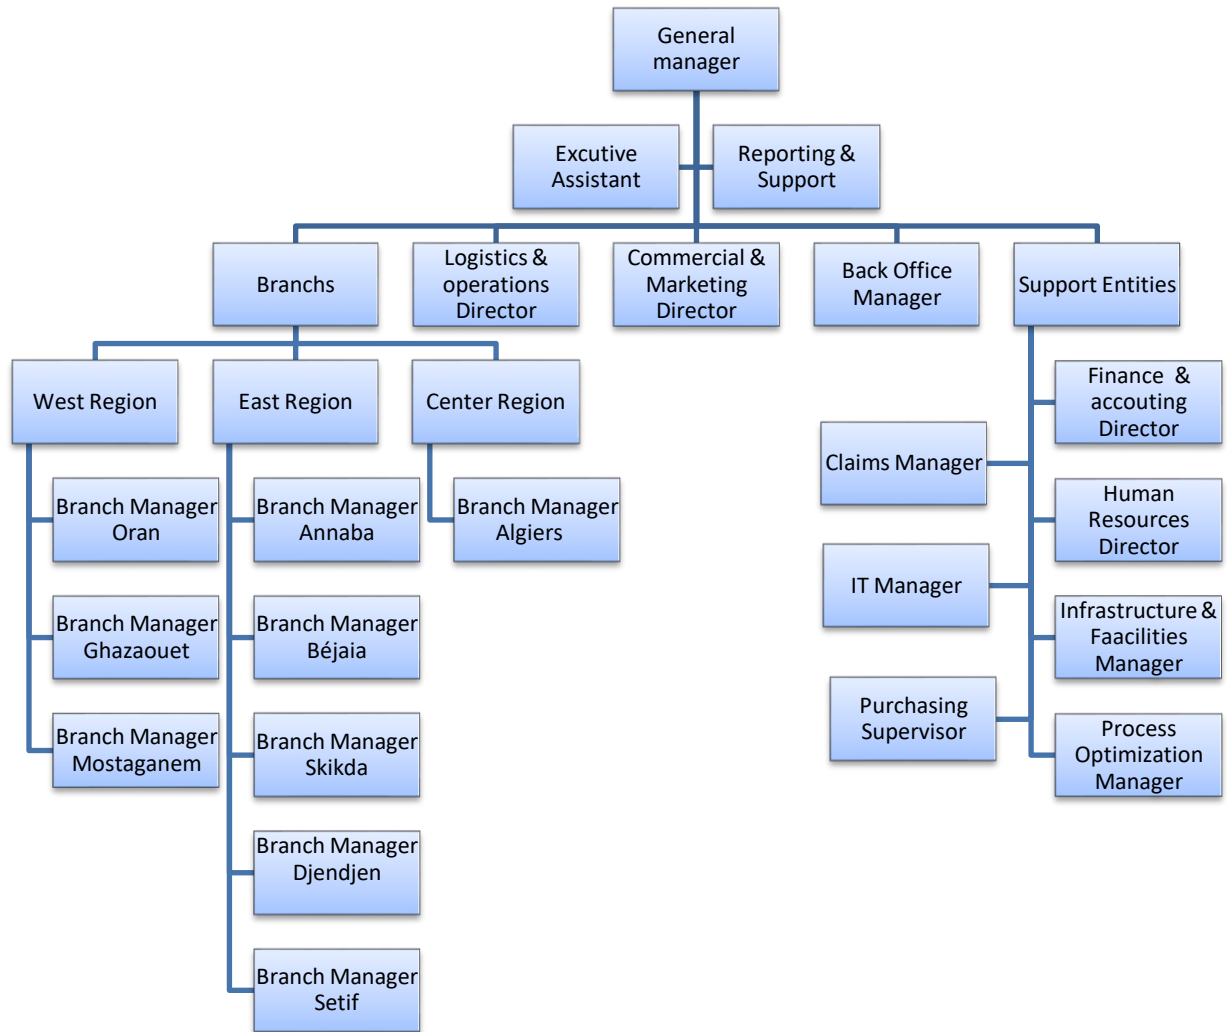 General
manager
Excutive
Assistant
Reporting &
Support
Branchs
Logistics &
operations
Director
Commercial &
Marketing
Director
Back Office
Manager
Support Entities
West Region
East Region
Center Region
Branch Manager
Oran
Branch Manager
Ghazaouet
Branch Manager
Mostaganem
Branch Manager
Annaba
Branch Manager
Béjaia
Branch Manager
Skikda
Branch Manager
Djendjen
Branch Manager
Setif
Branch Manager
Algiers
Finance & 
accouting
Director
Claims Manager
Human
Resources
Director
IT Manager
Infrastructure &
Faacilities
Manager
Purchasing
Supervisor
Process
Optimization
Manager